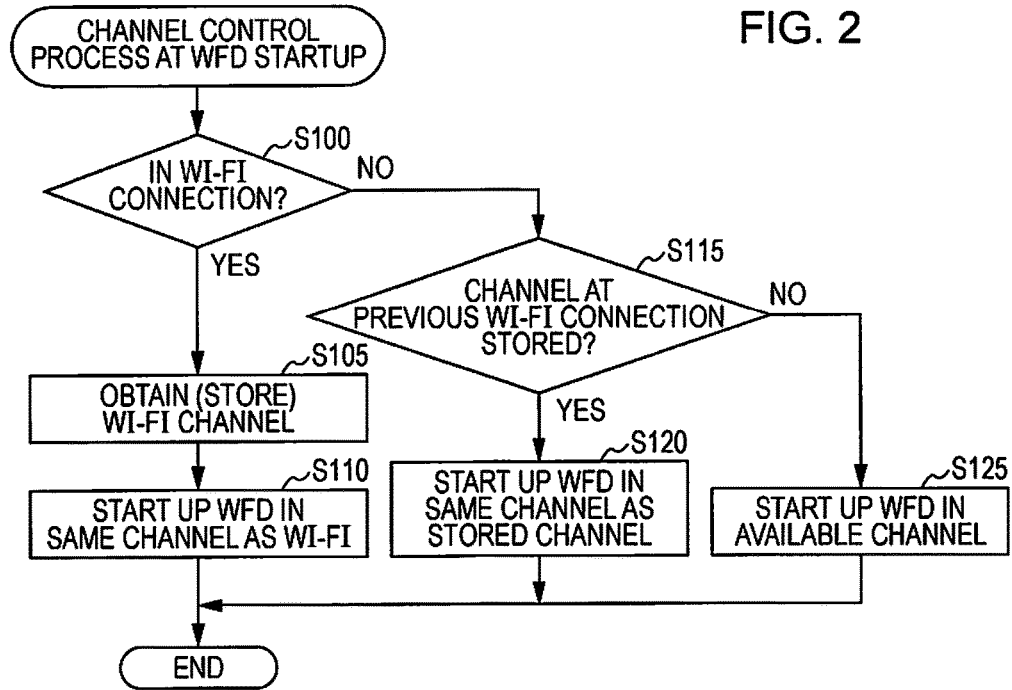 FIG. 2
CHANNEL CONTROL
PROCESS AT WFD STARTUP
S100
IN WI-FI
CONNECTION?
NO
YES
S115
CHANNEL AT
PREVIOUS WI-FI CONNECTION
STORED?
NO
YES
S105
OBTAIN (STORE)
WI-FI CHANNEL
S110
START UP WFD IN
SAME CHANNEL AS WI-FI
S120
START UP WFD IN
SAME CHANNEL AS
STORED CHANNEL
S125
START UP WFD IN
AVAILABLE CHANNEL
END